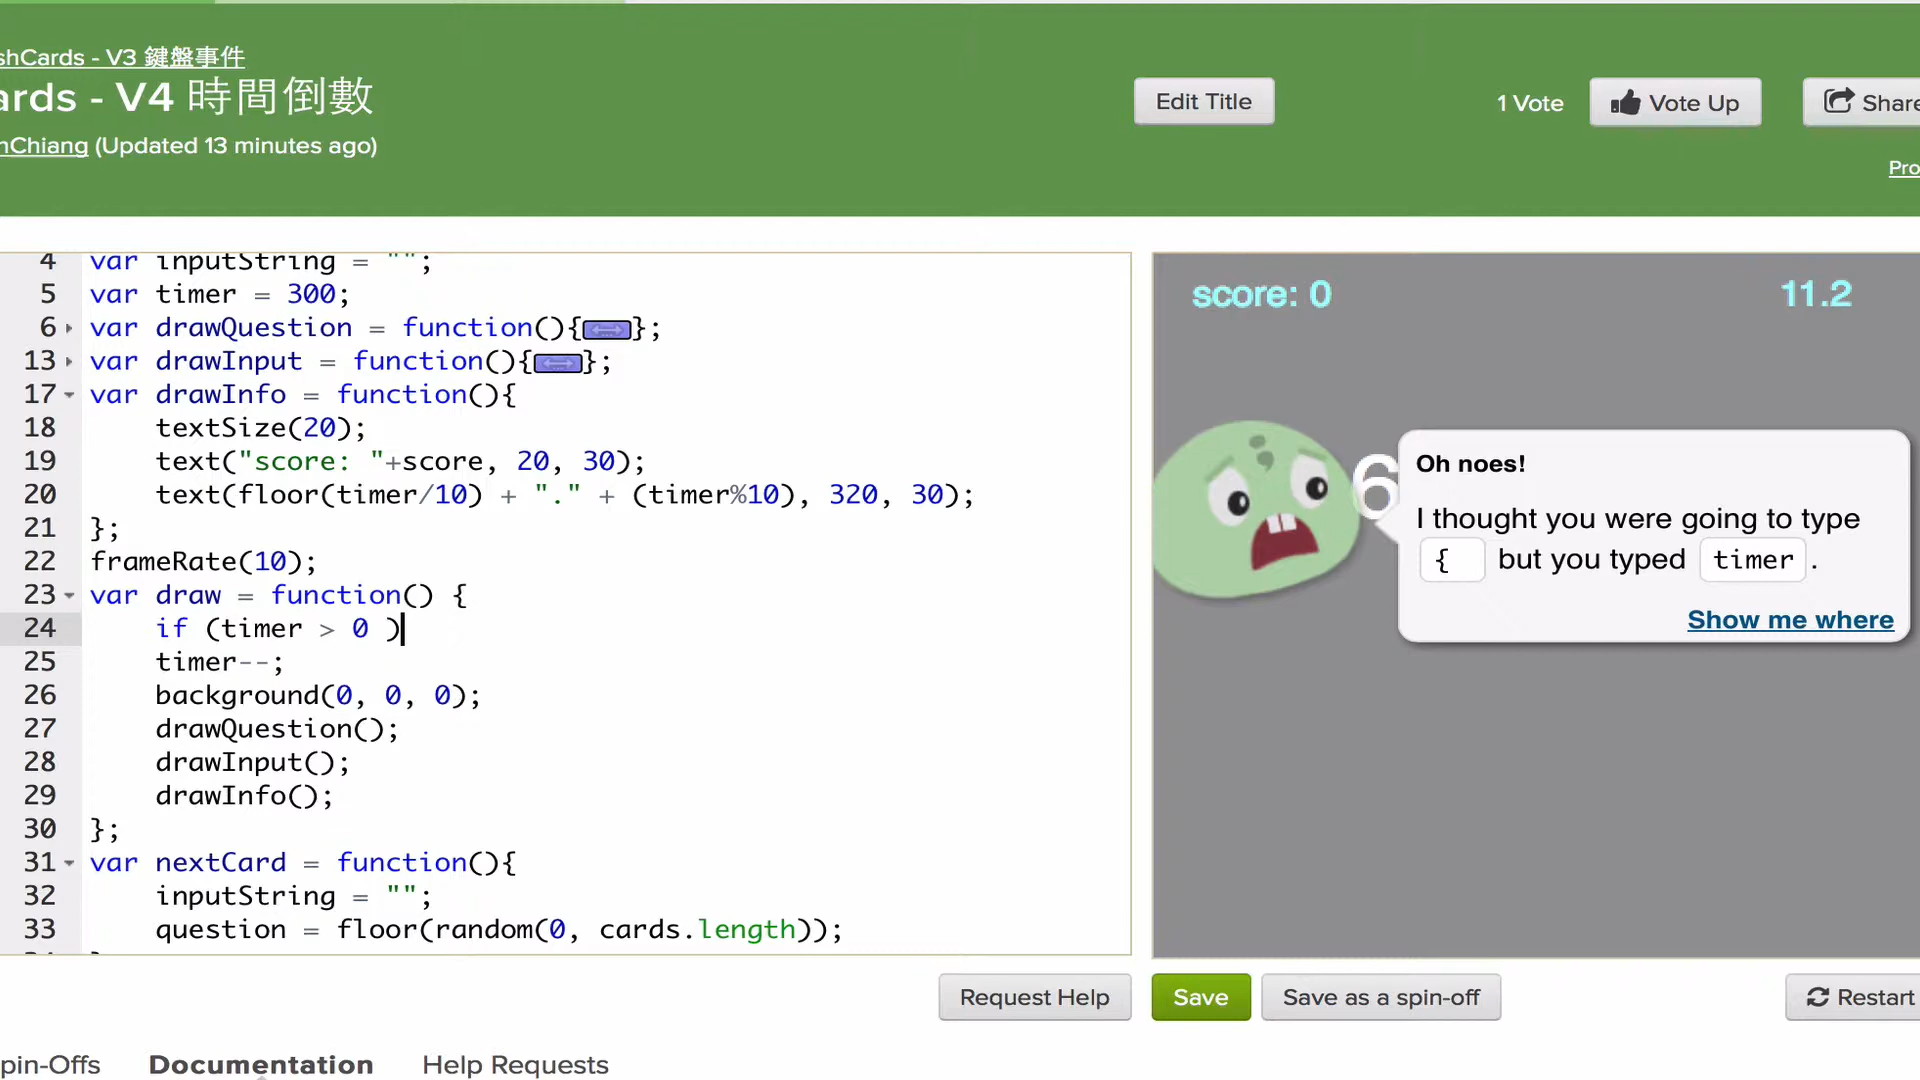 shCards - V3 鍵盤事件
ards - V4 時間倒數
nChiang (Updated 13 minutes ago)
Edit Title
1 Vote
Vote Up
Share
Pro
4 var inputString = "";
5 var timer = 300;
6 var drawQuestion = function(){};
13 var drawInput = function(){};
17 var drawInfo = function(){
18 textSize(20);
19 text("score: "+score, 20, 30);
20 text(floor(timer/10) + "." + (timer%10), 320, 30);
21 };
22 frameRate(10);
23 var draw = function() {
24 if (timer > 0 )
25 timer--;
26 background(0, 0, 0);
27 drawQuestion();
28 drawInput();
29 drawInfo();
30 };
31 var nextCard = function(){
32 inputString = "";
33 question = floor(random(0, cards.length));
score: 0
11.2
6
Oh noes!
I thought you were going to type
{ but you typed timer .
Show me where
Request Help
Save
Save as a spin-off
Restart
pin-Offs
Documentation
Help Requests